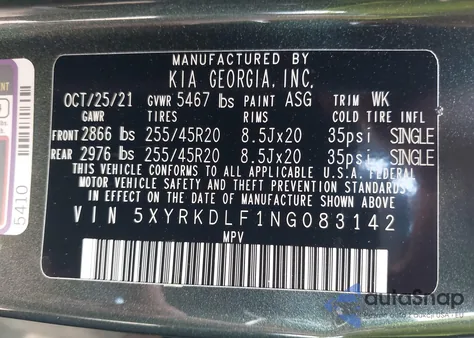 MANUFACTURED BY
KIA GEORGIA, INC.
OCT/25/21 GVWR 5467 lbs PAINT ASG TRIM WK
GAWR TIRES RIMS COLD TIRE INFL
FRONT 2866 lbs 255/45R20 8.5Jx20 35psi SINGLE
REAR 2976 lbs 255/45R20 8.5Jx20 35psi SINGLE
THIS VEHICLE CONFORMS TO ALL APPLICABLE U.S.A. FEDERAL
MOTOR VEHICLE SAFETY, BUMPER, AND THEFT PREVENTION STANDARDS
IN EFFECT ON THE DATE OF MANUFACTURE SHOWN ABOVE.
VIN 5XYRKDLF1NG083142
MPV
5410
autoSnap